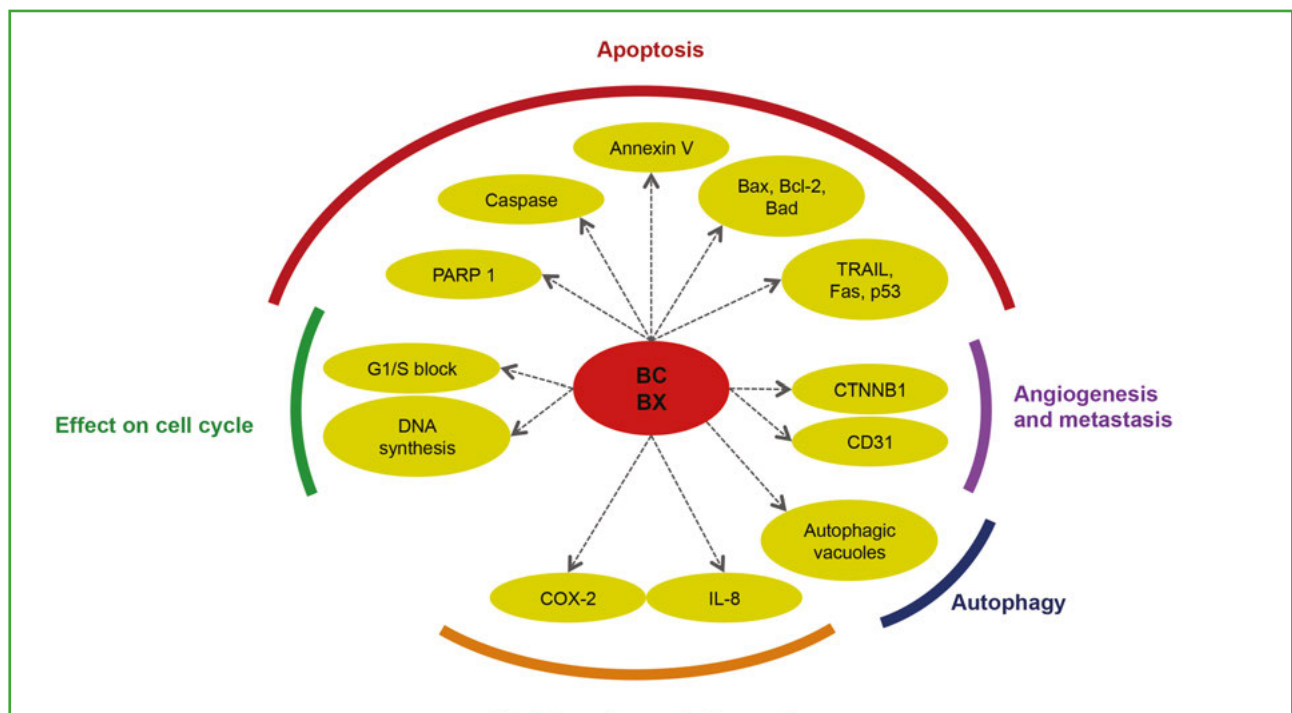 Apoptosis
Annexin V
Bax, Bcl-2,
Bad
Caspase
TRAIL,
Fas, p53
PARP 1
G1/S block
BC
BX
CTNNB1
Angiogenesis
and metastasis
Effect on cell cycle
DNA
synthesis
CD31
Autophagic
vacuoles
COX-2
IL-8
Autophagy